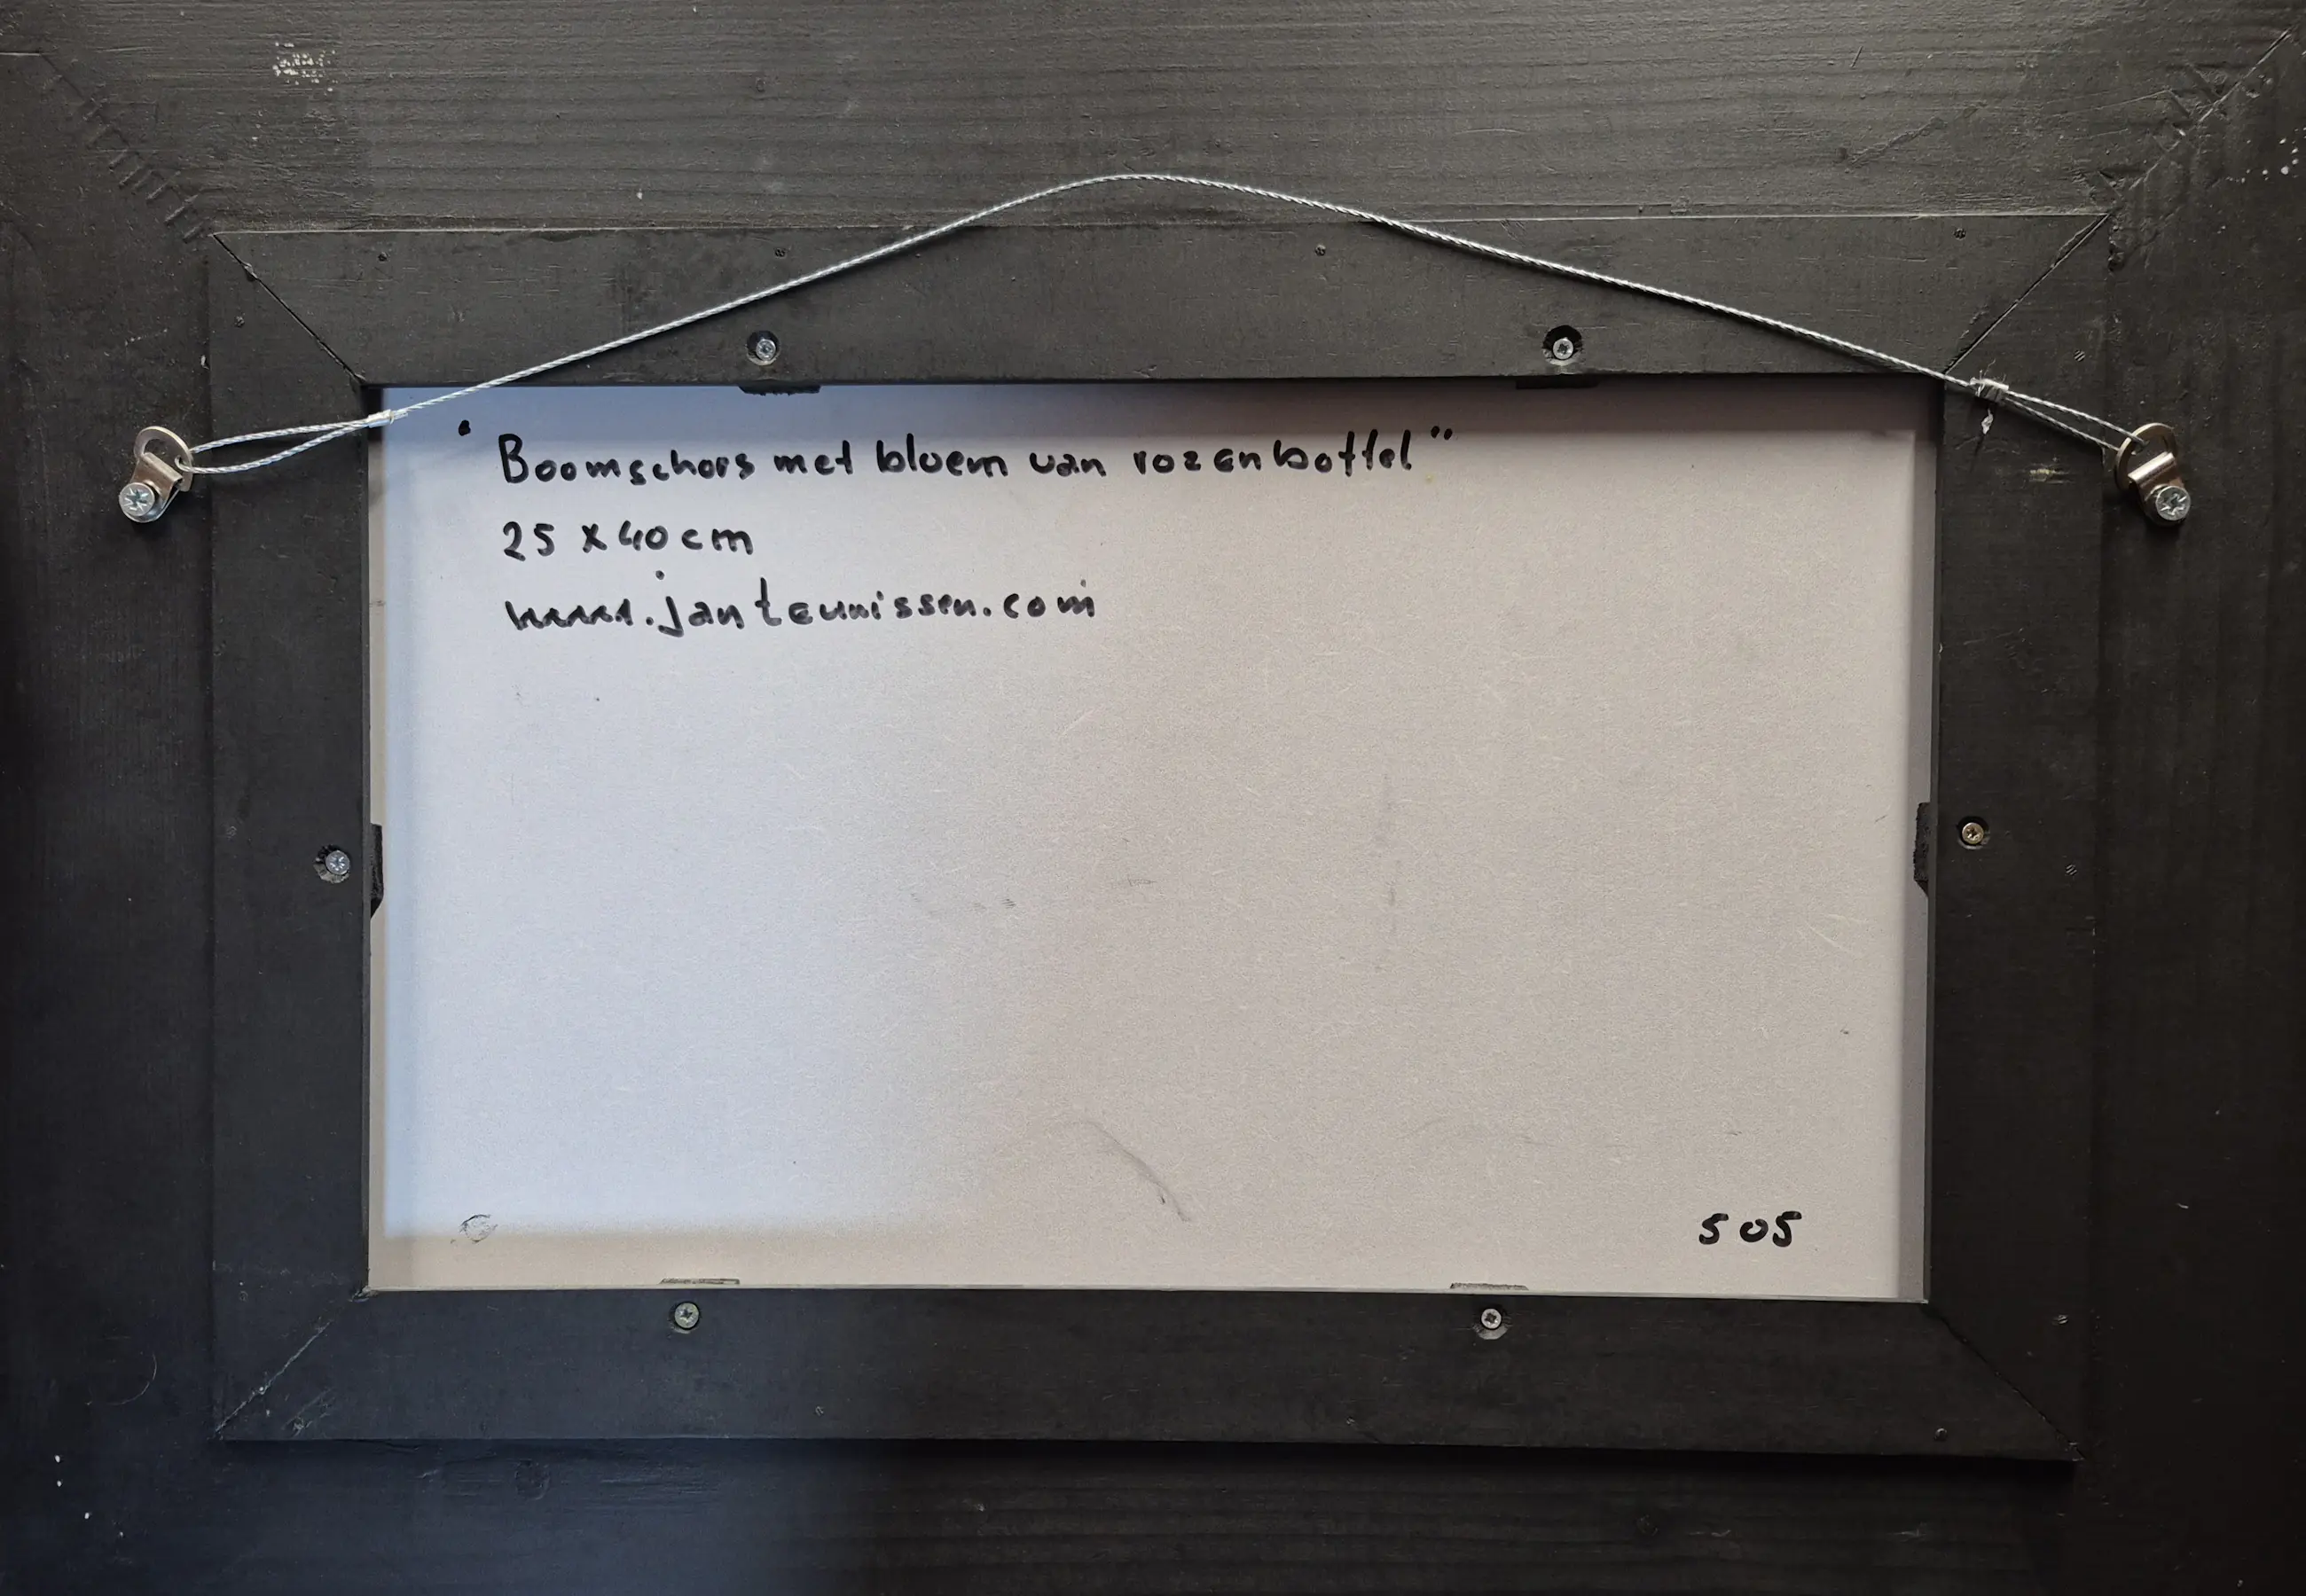 "Boomschors met bloem van rozenbottel"
25 x 40 cm
www.janteunissen.com
505